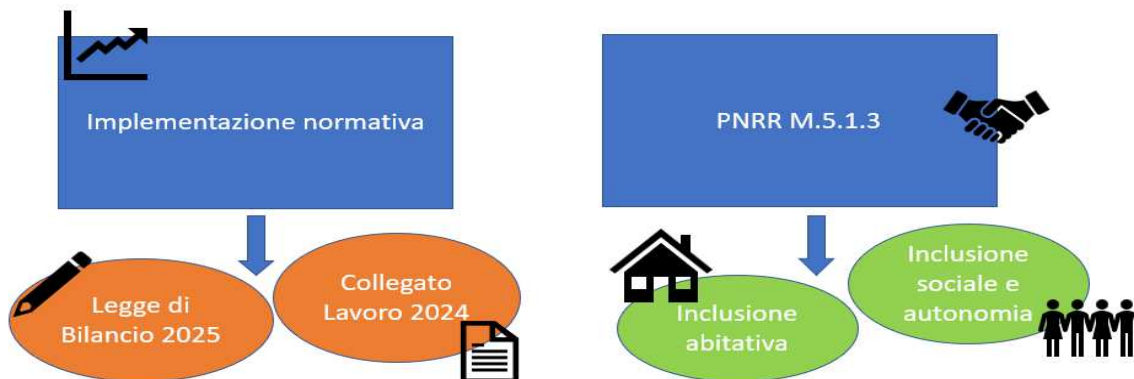 Implementazione normativa
PNRR M.5.1.3
Legge di
Bilancio 2025
Collegato
Lavoro 2024
Inclusione
abitativa
Inclusione
sociale e
autonomia